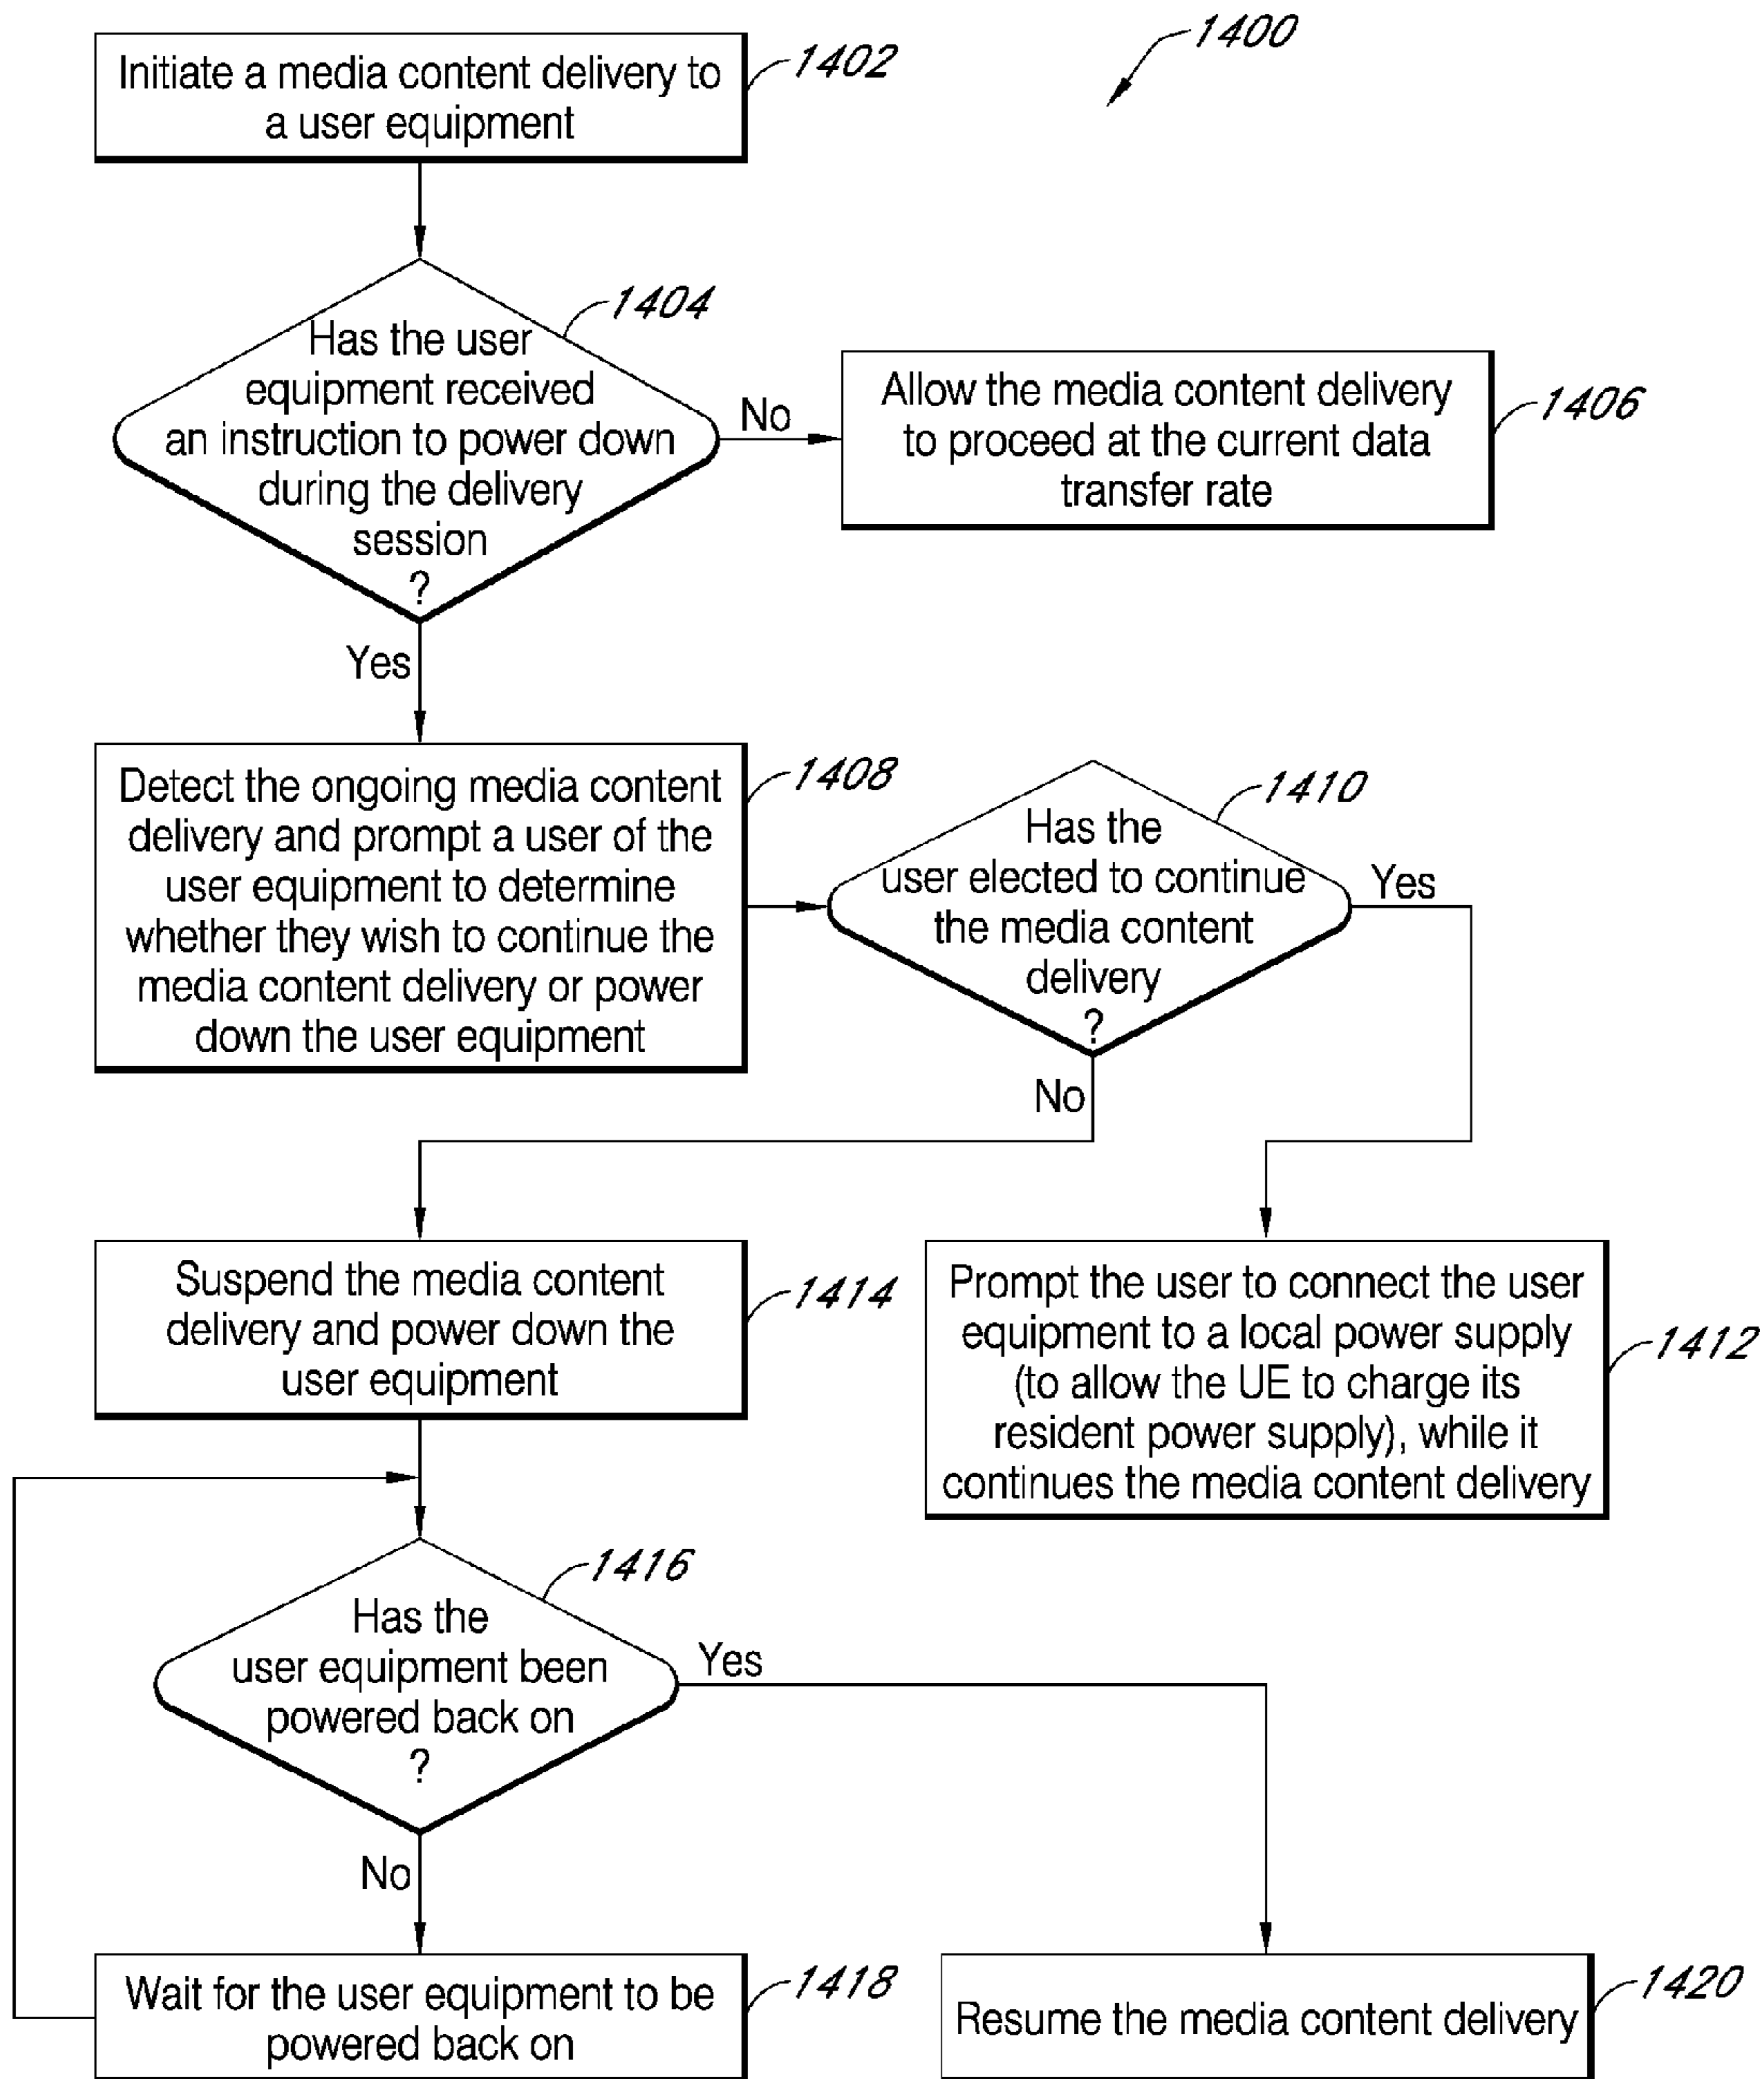 1400
Initiate a media content delivery to
a user equipment
1402
Has the user
equipment received
an instruction to power down
during the delivery
session
?
1404
No
Allow the media content delivery
to proceed at the current data
transfer rate
1406
Yes
Detect the ongoing media content
delivery and prompt a user of the
user equipment to determine
whether they wish to continue the
media content delivery or power
down the user equipment
1408
Has the
user elected to continue
the media content
delivery
?
1410
Yes
No
Suspend the media content
delivery and power down the
user equipment
1414
Prompt the user to connect the user
equipment to a local power supply
(to allow the UE to charge its
resident power supply), while it
continues the media content delivery
1412
Has the
user equipment been
powered back on
?
1416
Yes
No
Wait for the user equipment to be
powered back on
1418
Resume the media content delivery
1420